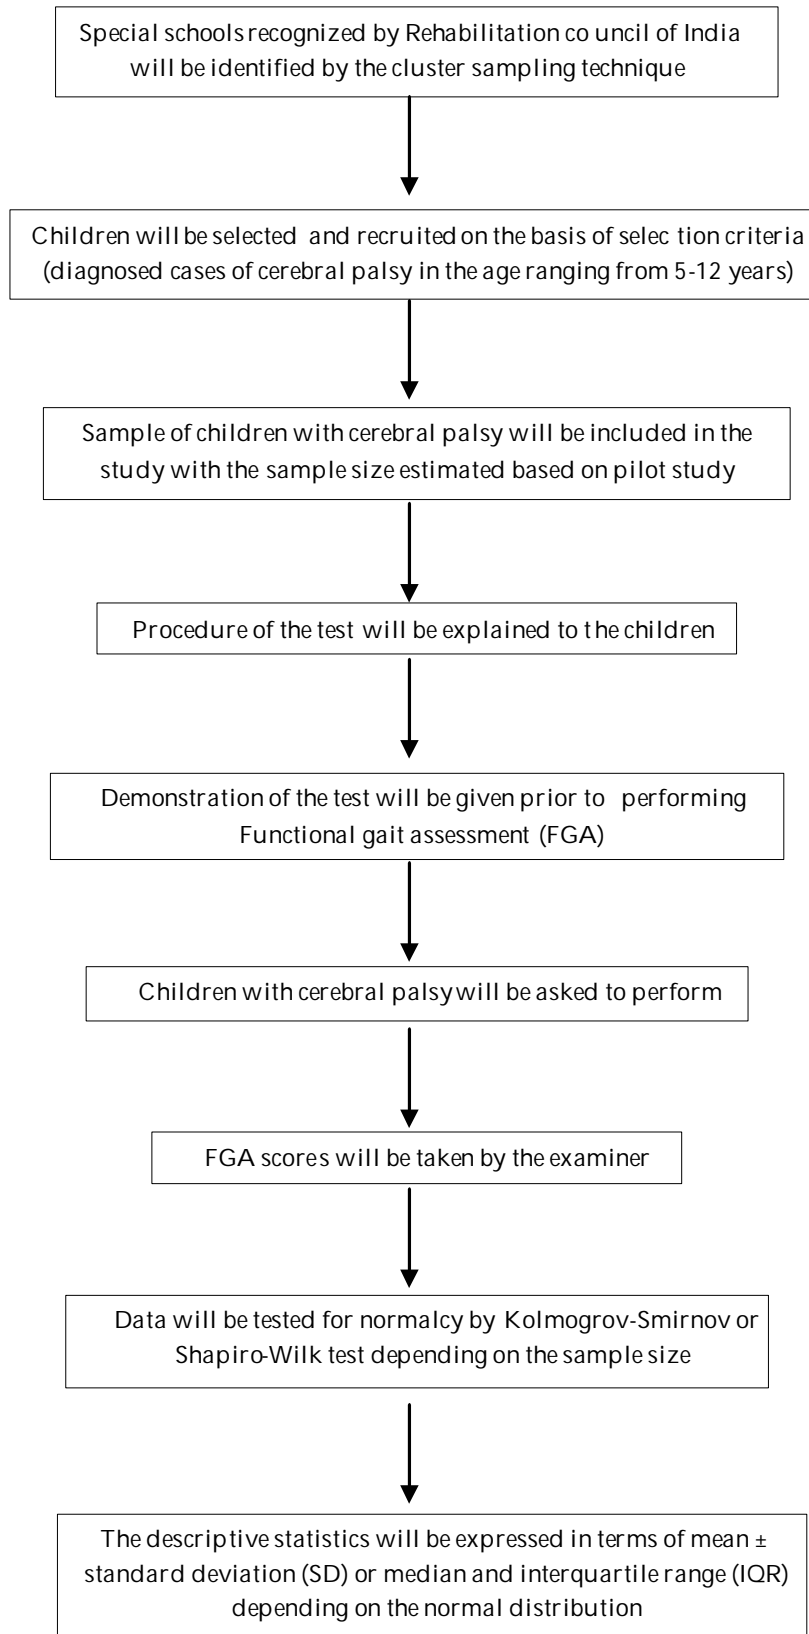 Special schools recognized by Rehabilitation co uncil of India
will be identified by the cluster sampling technique
Children will be selected and recruited on the basis of selec tion criteria
(diagnosed cases of cerebral palsy in the age ranging from 5-12 years)
Sample of children with cerebral palsy will be included in the
study with the sample size estimated based on pilot study
Procedure of the test will be explained to the children
Demonstration of the test will be given prior to performing
Functional gait assessment (FGA)
Children with cerebral palsy will be asked to perform
FGA scores will be taken by the examiner
Data will be tested for normalcy by Kolmogrov-Smirnov or
Shapiro-Wilk test depending on the sample size
The descriptive statistics will be expressed in terms of mean ±
standard deviation (SD) or median and interquartile range (IQR)
depending on the normal distribution